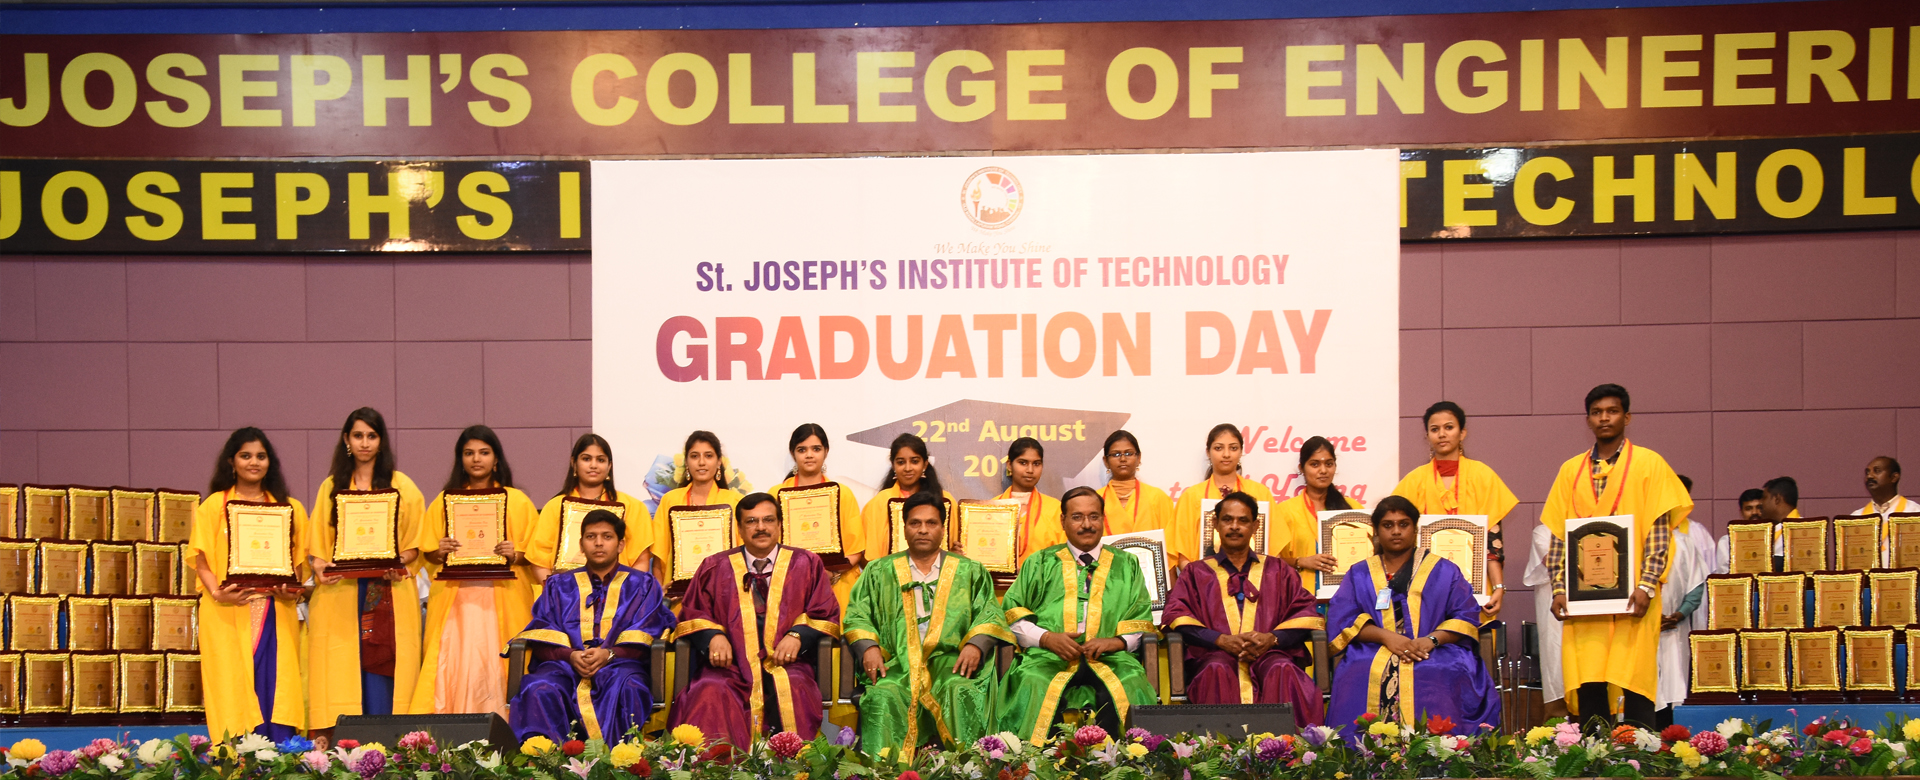 JOSEPH'S COLLEGE OF ENGINEERI
JOSEPH'S I TECHNOLO
We Make You Shine
St. JOSEPH'S INSTITUTE OF TECHNOLOGY
GRADUATION DAY
22nd August
201
Welcome